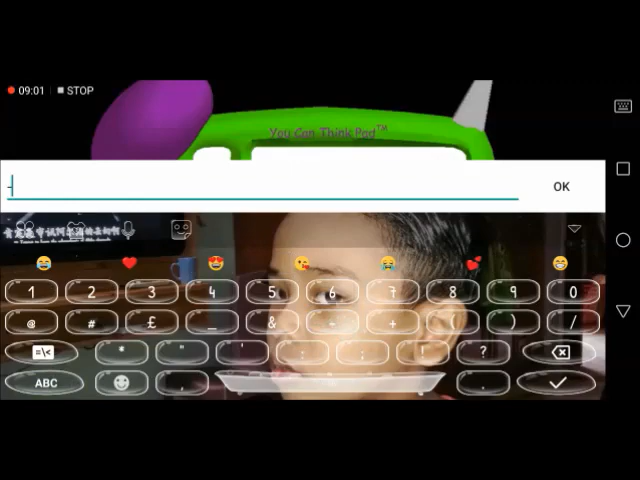 09:01 STOP
You Can Think Pad™
-
OK
1 2 3 4 5 6 7 8 9 0
@ # £ _ & - + ( ) /
=\< * " ' : ; ! ?
ABC , .